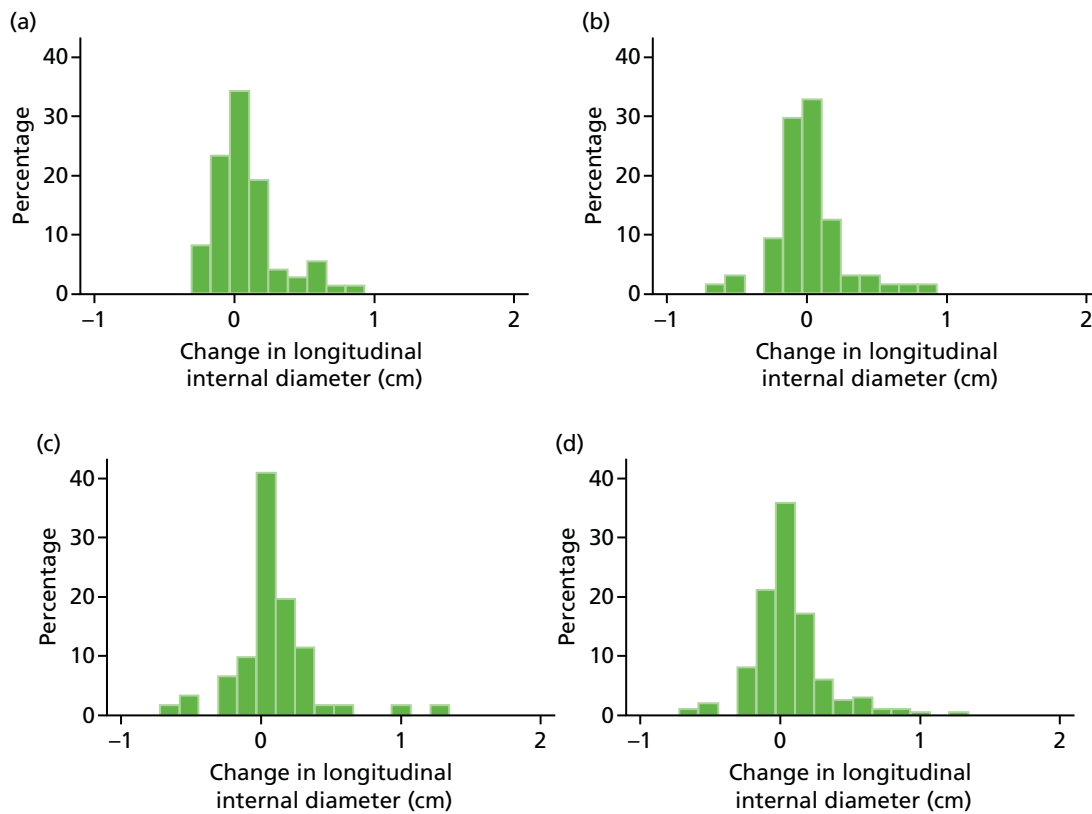 (a)
40
30
20
10
0
Percentage
−1 0 1 2
Change in longitudinal
internal diameter (cm)
(b)
40
30
20
10
0
Percentage
−1 0 1 2
Change in longitudinal
internal diameter (cm)
(c)
40
30
20
10
0
Percentage
−1 0 1 2
Change in longitudinal
internal diameter (cm)
(d)
40
30
20
10
0
Percentage
−1 0 1 2
Change in longitudinal
internal diameter (cm)